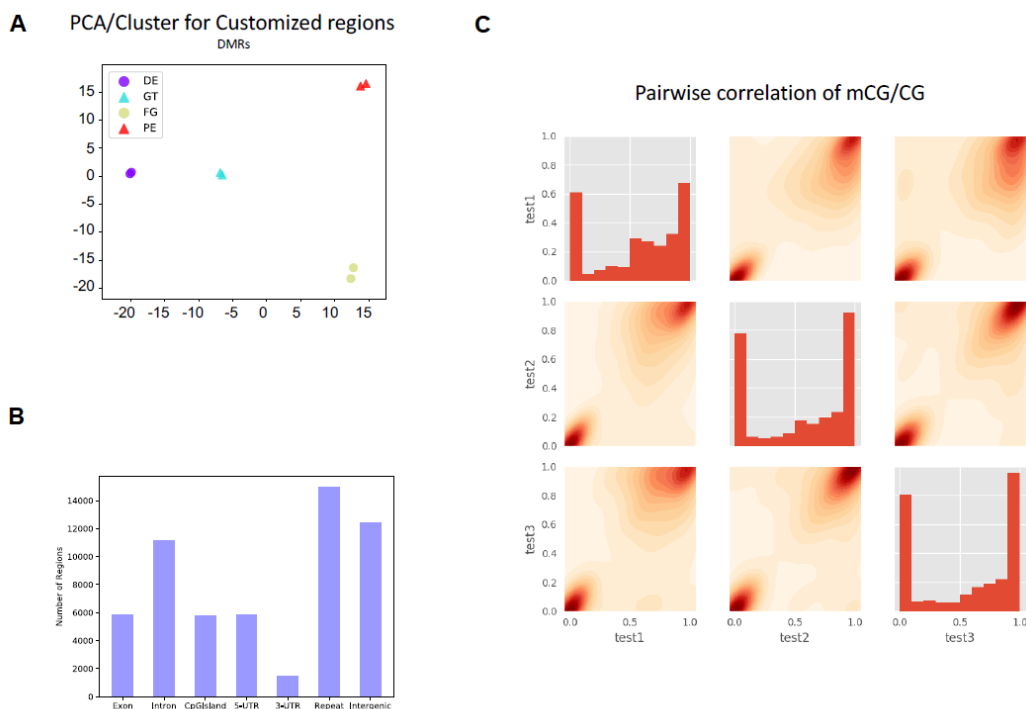 A
PCA/Cluster for Customized regions
DMRs
DE
GT
FG
PE
15
10
5
0
-5
-10
-15
-20
-20 -15 -10 -5 0 5 10 15
B
Number of Regions
14000
12000
10000
8000
6000
4000
2000
0
Exon Intron CpGIsland 5-UTR 3-UTR Repeat Intergenic
C
Pairwise correlation of mCG/CG
test1
1.0
0.8
0.6
0.4
0.2
0.0
test2
1.0
0.8
0.6
0.4
0.2
0.0
test3
1.0
0.8
0.6
0.4
0.2
0.0
0.0 0.5 1.0 0.0 0.5 1.0 0.0 0.5 1.0
test1 test2 test3